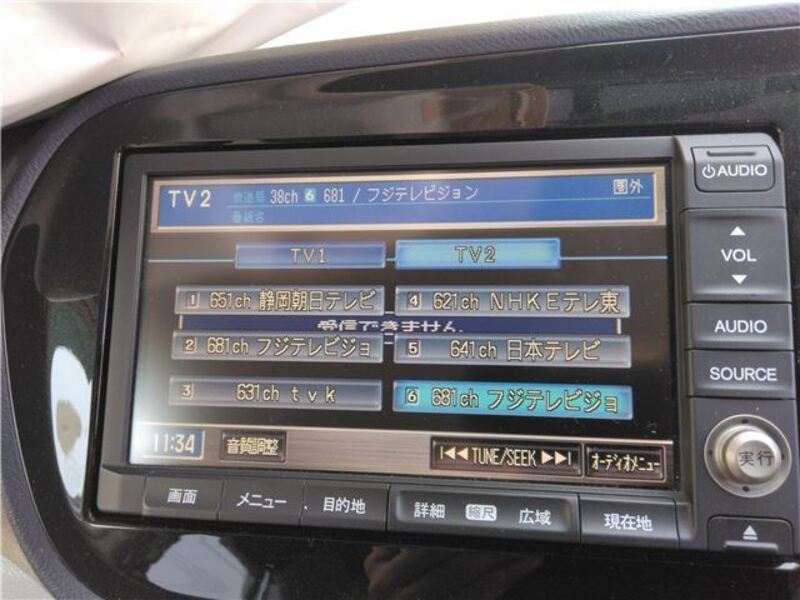 TV2 放送局 38ch 6 681 / フジテレビジョン 圏外
番組名
TV1 TV2
1 651ch 静岡朝日テレビ 4 621ch NHKEテレ東
受信できません。
2 681ch フジテレビジョ 5 641ch 日本テレビ
3 631ch tvk 6 681ch フジテレビジョ
11:34 音質調整 TUNE/SEEK オーディオメニュー
画面 メニュー 目的地 詳細 縮尺 広域 現在地
AUDIO
VOL
AUDIO
SOURCE
実行